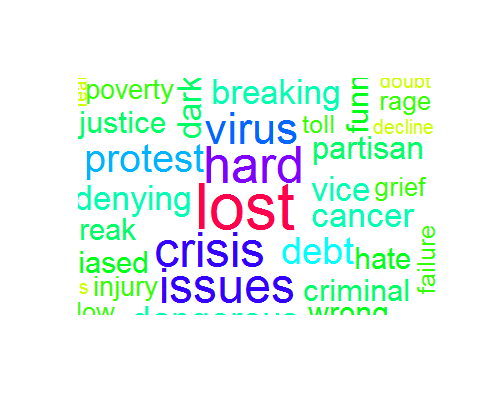 poverty dark breaking funn doubt
rage
justice virus toll decline
protest hard partisan
denying lost vice grief
reak cancer
iased crisis debt hate failure
injury issues criminal
low dangerous wrong